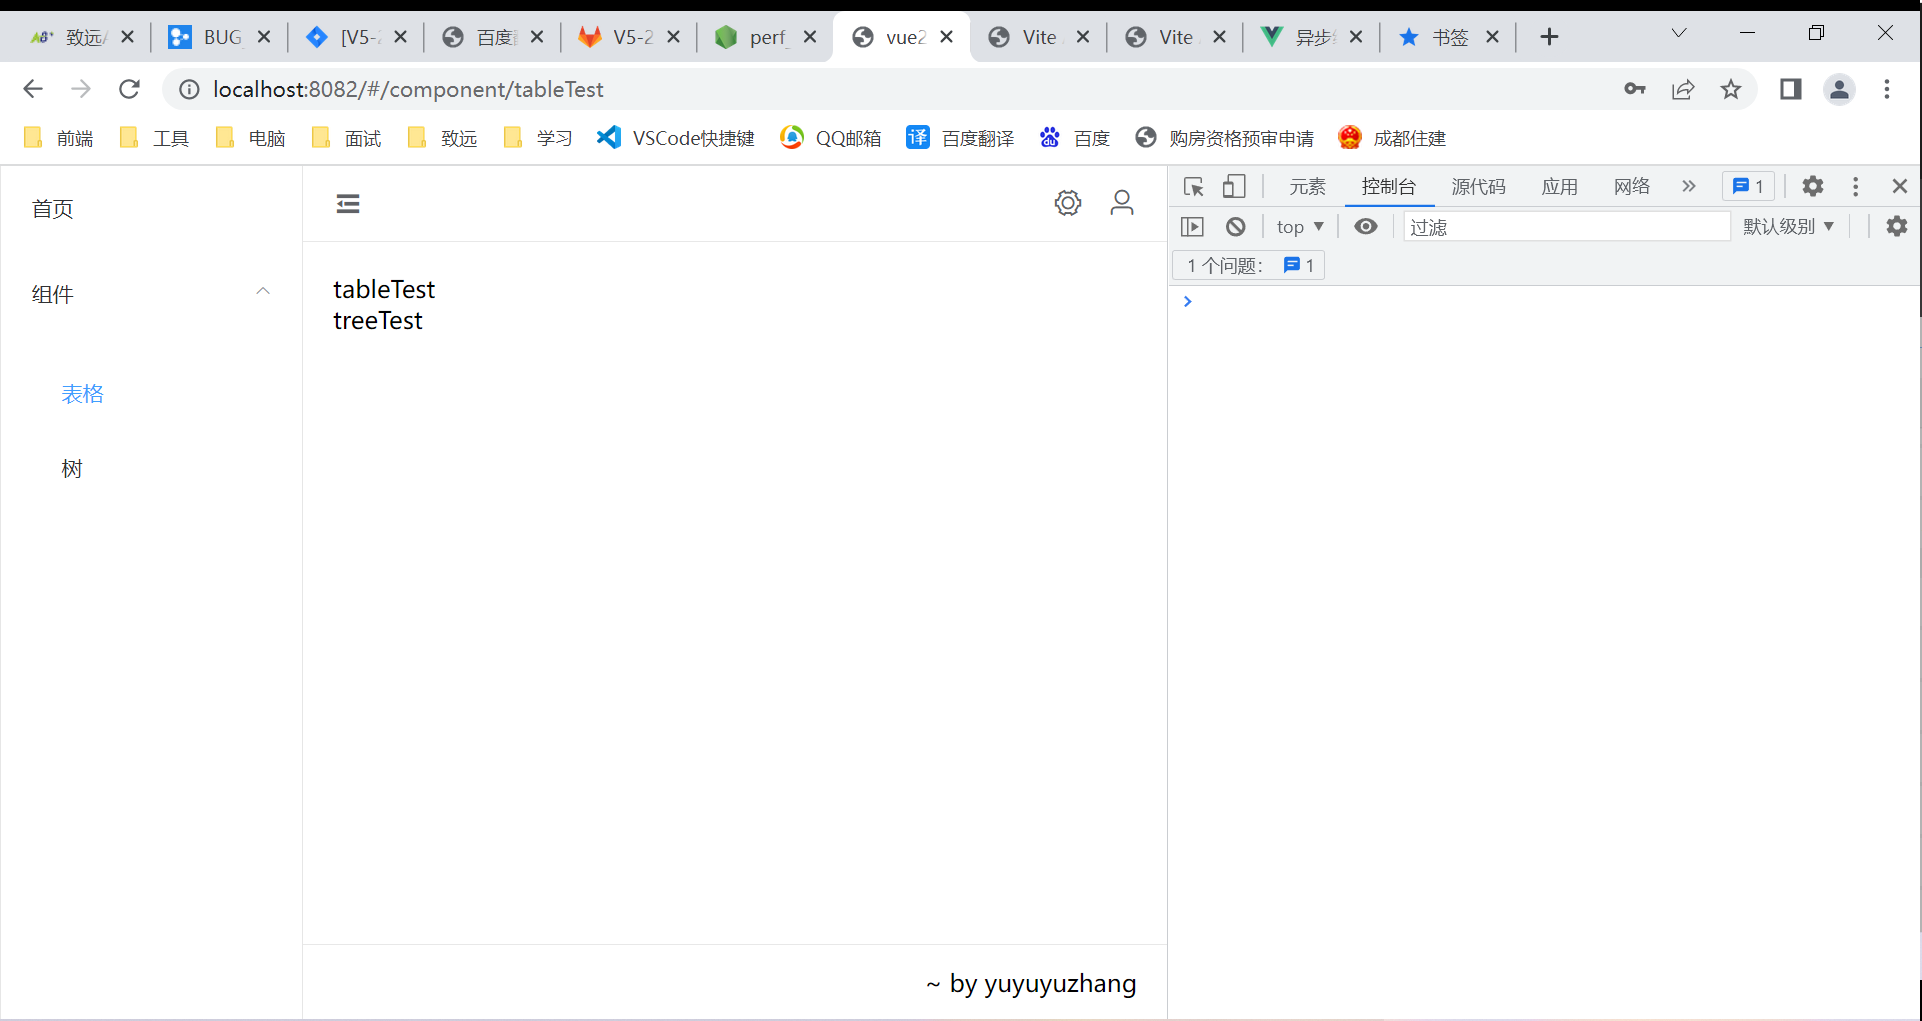 致远 BUG [V5- 百度 V5-2 perf_ vue2 Vite Vite 异步 书签
localhost:8082/#/component/tableTest
前端 工具 电脑 面试 致远 学习 VSCode快捷键 QQ邮箱 译 百度翻译 百度 购房资格预审申请 成都住建
首页
组件
表格
树
tableTest
treeTest
~ by yuyuyuzhang
元素 控制台 源代码 应用 网络 » 1
top ▼ 过滤 默认级别 ▼
1 个问题: 1